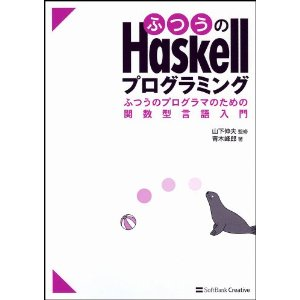 ふつうの
Haskell
プログラミング
ふつうのプログラマのための
関数型言語入門
山下伸夫 監修
青木峰郎 著
SoftBank Creative